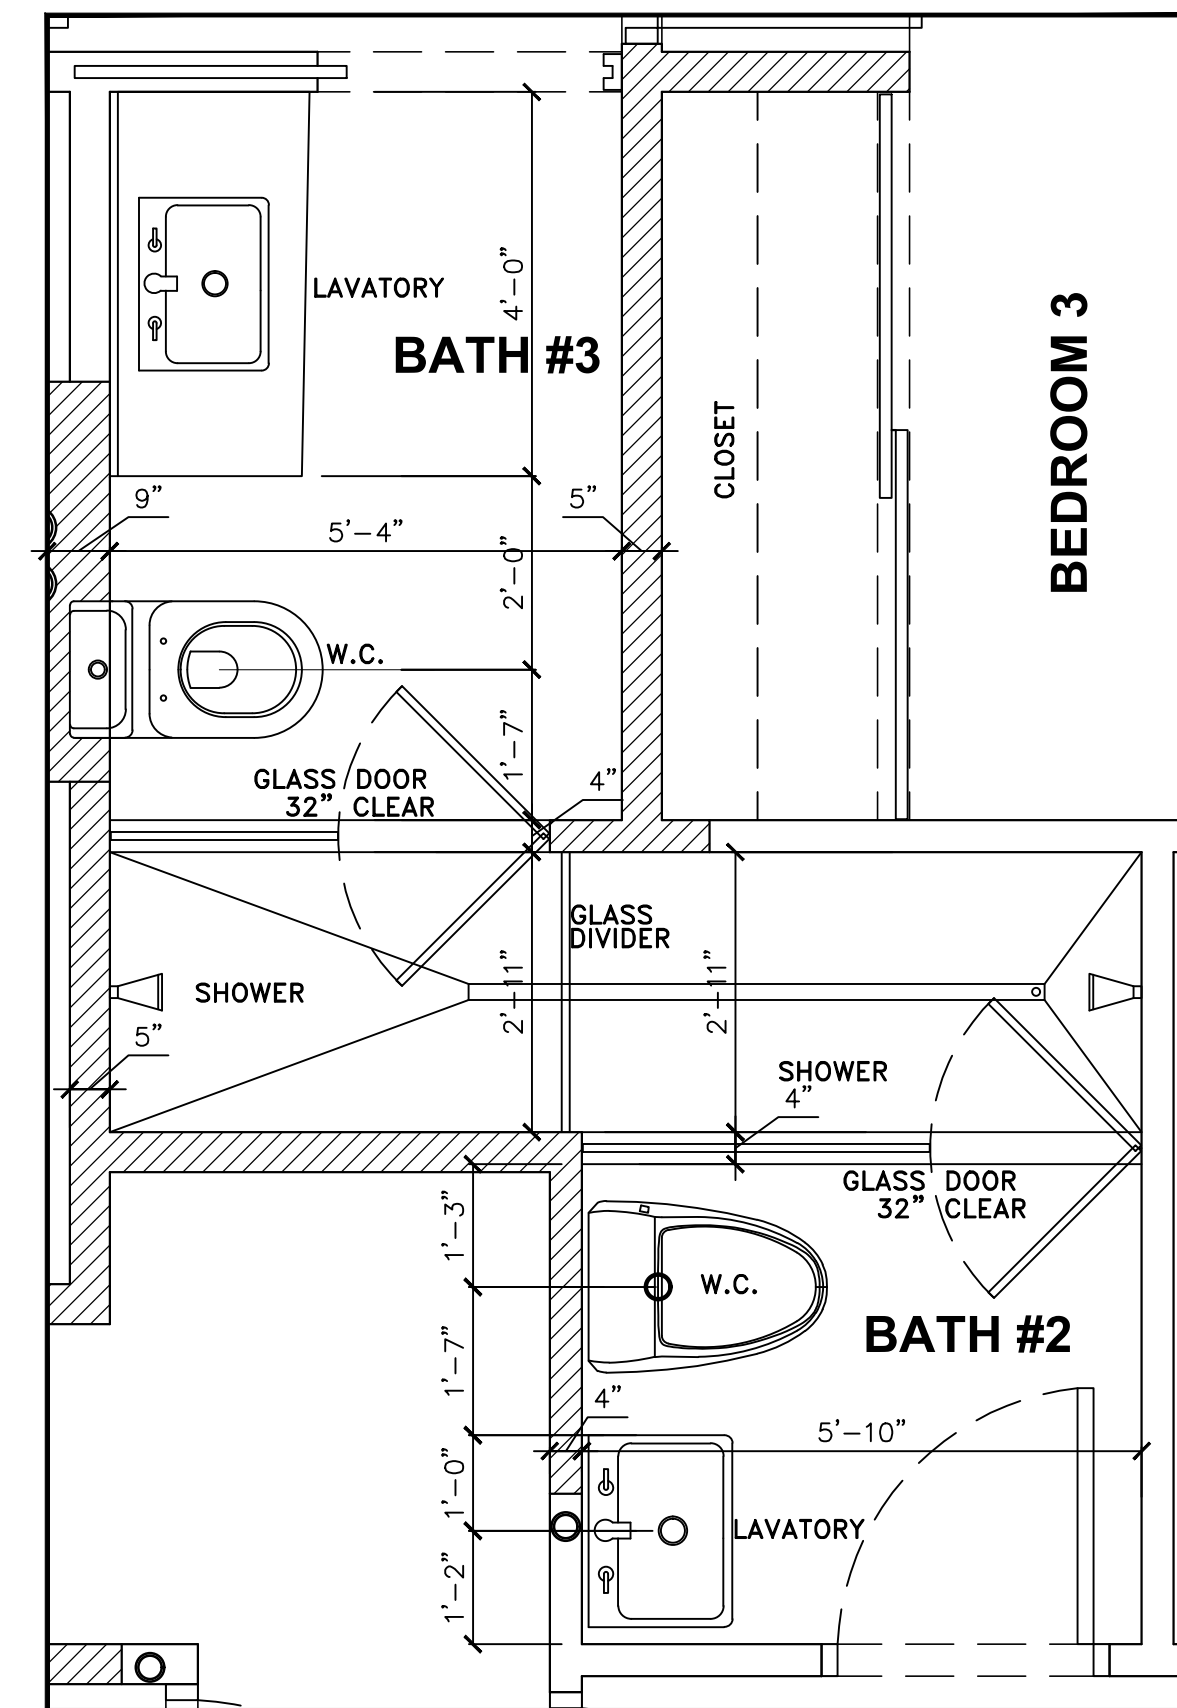 LAVATORY
4'-0"
BATH #3
BEDROOM 3
CLOSET
9"
5'-4"
5"
2'-0"
W.C.
1'-7"
GLASS DOOR
32" CLEAR
4"
GLASS
DIVIDER
SHOWER
2'-11"
2'-11"
5"
SHOWER
4"
GLASS DOOR
32" CLEAR
1'-3"
W.C.
BATH #2
1'-7"
4"
5'-10"
1'-0"
LAVATORY
1'-2"